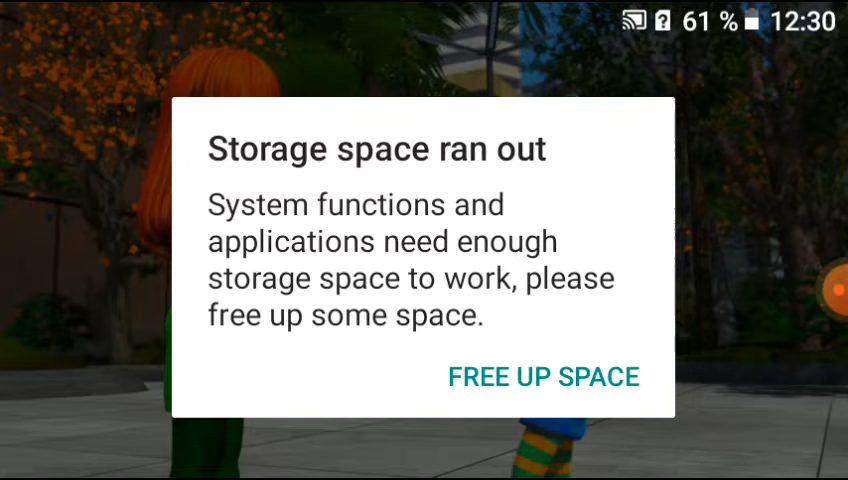 61 % 12:30
Storage space ran out
System functions and
applications need enough
storage space to work, please
free up some space.
FREE UP SPACE